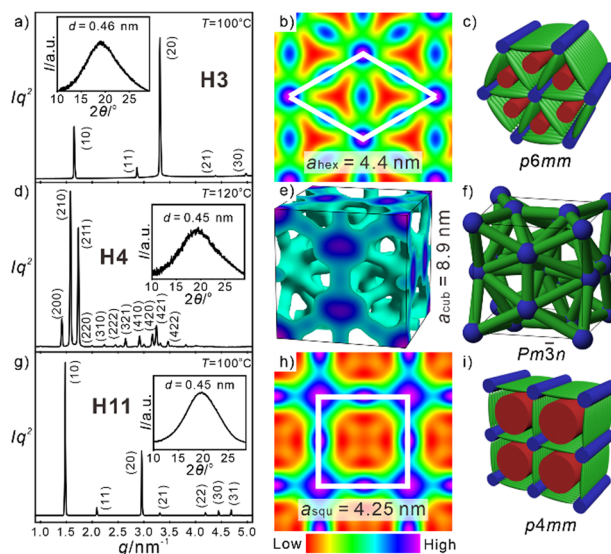 a)
T=100°C
d = 0.46 nm
I/a.u.
10 15 20 25
2θ/°
Iq²
H3
(10)
(11)
(20)
(21)
(30)
b)
a_hex = 4.4 nm
c)
p6mm
d)
T=120°C
d = 0.45 nm
I/a.u.
10 15 20 25
2θ/°
Iq²
H4
(200)
(210)
(211)
(220)
(310)
(222)
(321)
(410)
(420)
(421)
(422)
e)
a_cub = 8.9 nm
f)
Pm3̄n
g)
T=100°C
d = 0.45 nm
I/a.u.
10 15 20 25
2θ/°
Iq²
H11
(10)
(11)
(20)
(21)
(22)
(30)
(31)
1.0 1.5 2.0 2.5 3.0 3.5 4.0 4.5 5.0
q/nm⁻¹
h)
a_squ = 4.25 nm
Low High
i)
p4mm